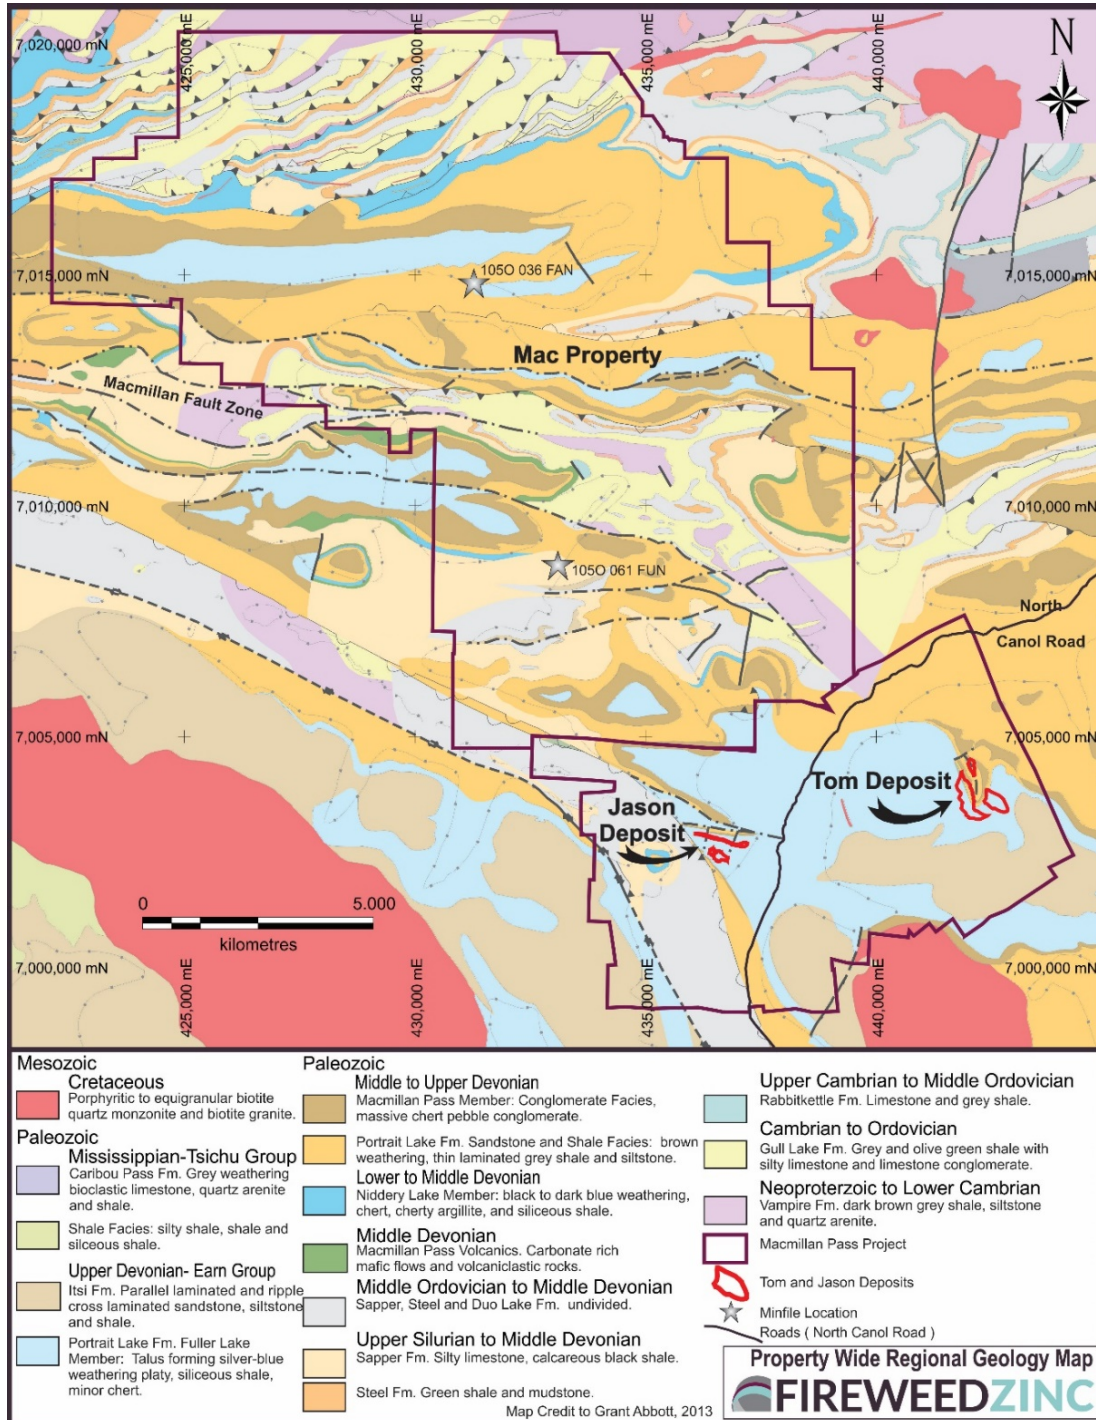 7,020,000 mN
425,000 mE
430,000 mE
435,000 mE
440,000 mE
N
7,015,000 mN
105O 036 FAN
7,015,000 mN
Mac Property
Macmillan Fault Zone
7,010,000 mN
7,010,000 mN
105O 061 FUN
North
Canol Road
7,005,000 mN
7,005,000 mN
Tom Deposit
Jason
Deposit
0 5.000
kilometres
7,000,000 mN
425,000 mE
430,000 mE
435,000 mE
440,000 mE
7,000,000 mN
Mesozoic
Cretaceous
Porphyritic to equigranular biotite
quartz monzonite and biotite granite.
Paleozoic
Mississippian-Tsichu Group
Caribou Pass Fm. Grey weathering
bioclastic limestone, quartz arenite
and shale.
Shale Facies: silty shale, shale and
silceous shale.
Upper Devonian- Earn Group
Itsi Fm. Parallel laminated and ripple
cross laminated sandstone, siltstone
and shale.
Portrait Lake Fm. Fuller Lake
Member: Talus forming silver-blue
weathering platy, siliceous shale,
minor chert.
Paleozoic
Middle to Upper Devonian
Macmillan Pass Member: Conglomerate Facies,
massive chert pebble conglomerate.
Portrait Lake Fm. Sandstone and Shale Facies: brown
weathering, thin laminated grey shale and siltstone.
Lower to Middle Devonian
Niddery Lake Member: black to dark blue weathering,
chert, cherty argillite, and siliceous shale.
Middle Devonian
Macmillan Pass Volcanics. Carbonate rich
mafic flows and volcaniclastic rocks.
Middle Ordovician to Middle Devonian
Sapper, Steel and Duo Lake Fm. undivided.
Upper Silurian to Middle Devonian
Sapper Fm. Silty limestone, calcareous black shale.
Steel Fm. Green shale and mudstone.
Map Credit to Grant Abbott, 2013
Upper Cambrian to Middle Ordovician
Rabbitkettle Fm. Limestone and grey shale.
Cambrian to Ordovician
Gull Lake Fm. Grey and olive green shale with
silty limestone and limestone conglomerate.
Neoproterzoic to Lower Cambrian
Vampire Fm. dark brown grey shale, siltstone
and quartz arenite.
Macmillan Pass Project
Tom and Jason Deposits
Minfile Location
Roads ( North Canol Road )
Property Wide Regional Geology Map
FIREWEEDZINC